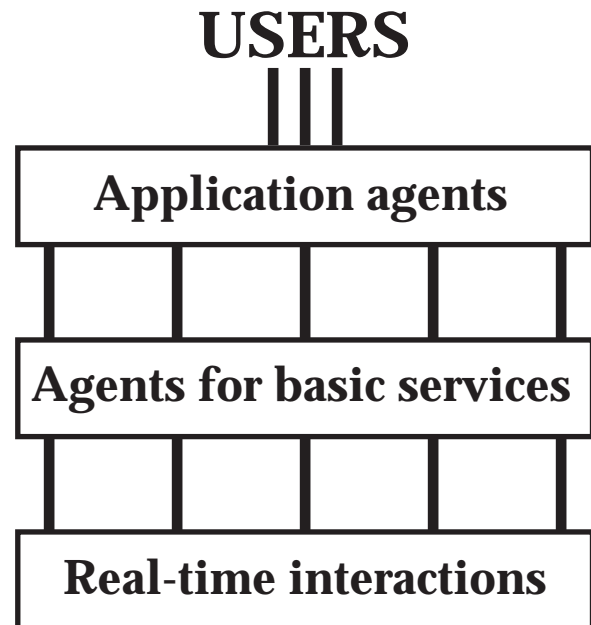 USERS
Application agents
Agents for basic services
Real-time interactions